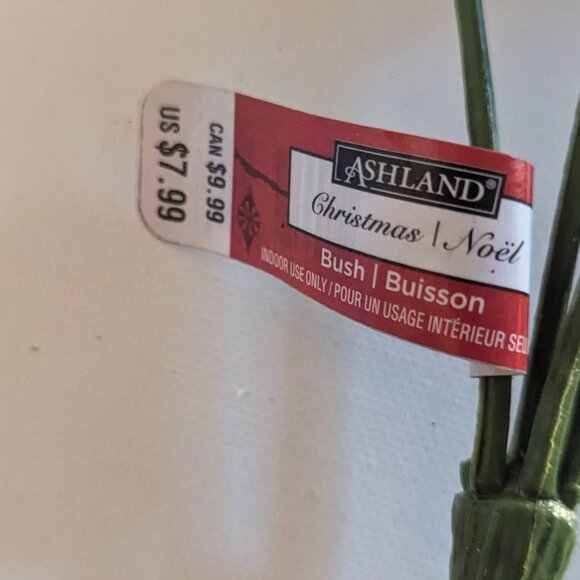 US $7.99
CAN $9.99
ASHLAND®
Christmas | Noël
Bush | Buisson
INDOOR USE ONLY / POUR UN USAGE INTÉRIEUR